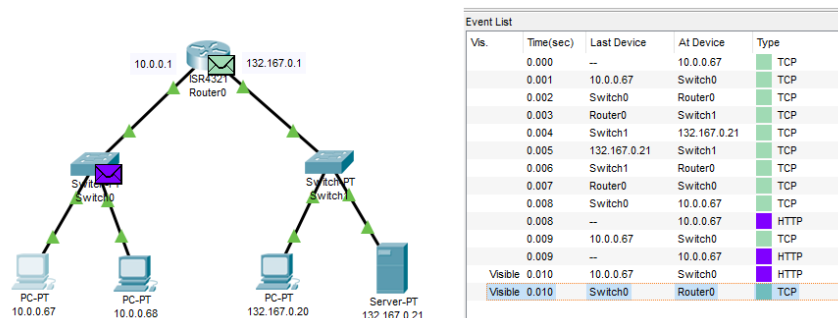 10.0.0.1
132.167.0.1
ISR4321
Router0
Switch-PT
Switch0
Switch-PT
Switch1
PC-PT
10.0.0.67
PC-PT
10.0.0.68
PC-PT
132.167.0.20
Server-PT
132.167.0.21
Event List
Vis. Time(sec) Last Device At Device Type
0.000 -- 10.0.0.67 TCP
0.001 10.0.0.67 Switch0 TCP
0.002 Switch0 Router0 TCP
0.003 Router0 Switch1 TCP
0.004 Switch1 132.167.0.21 TCP
0.005 132.167.0.21 Switch1 TCP
0.006 Switch1 Router0 TCP
0.007 Router0 Switch0 TCP
0.008 Switch0 10.0.0.67 TCP
0.008 -- 10.0.0.67 HTTP
0.009 10.0.0.67 Switch0 TCP
0.009 -- 10.0.0.67 HTTP
Visible 0.010 10.0.0.67 Switch0 HTTP
Visible 0.010 Switch0 Router0 TCP